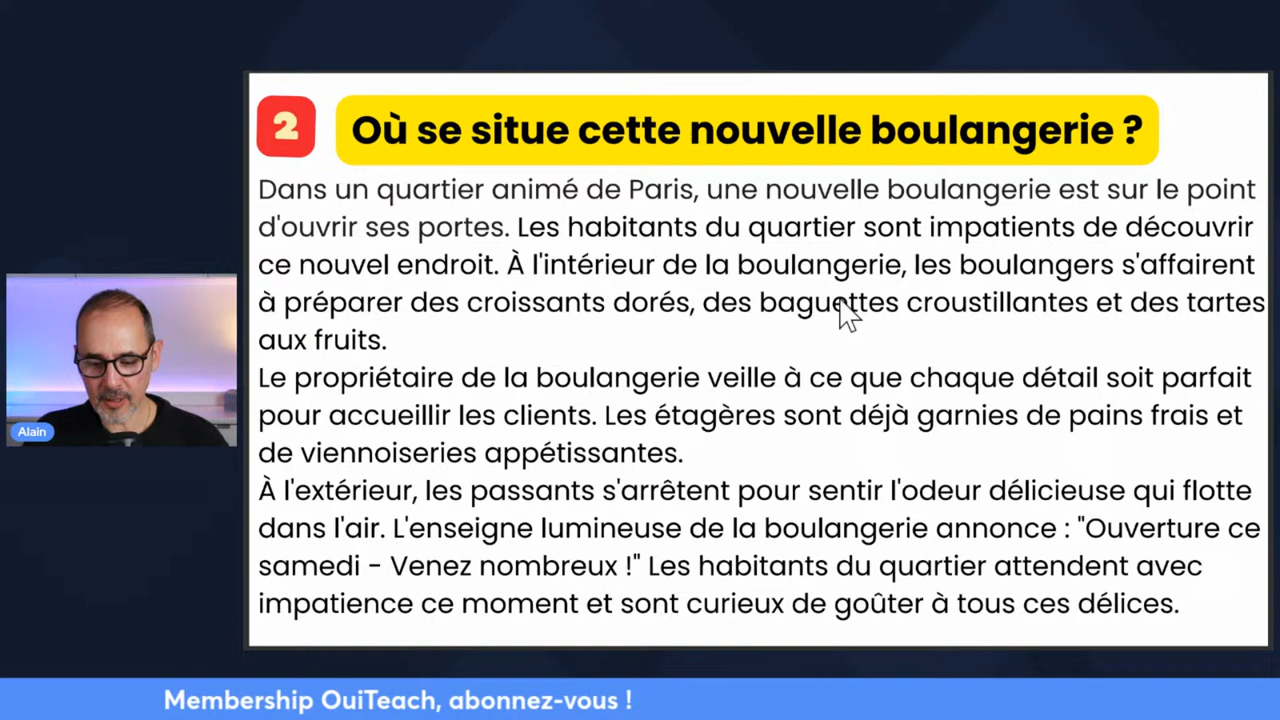 2
Où se situe cette nouvelle boulangerie ?
Dans un quartier animé de Paris, une nouvelle boulangerie est sur le point
d'ouvrir ses portes. Les habitants du quartier sont impatients de découvrir
ce nouvel endroit. À l'intérieur de la boulangerie, les boulangers s'affairent
à préparer des croissants dorés, des baguettes croustillantes et des tartes
aux fruits.
Le propriétaire de la boulangerie veille à ce que chaque détail soit parfait
pour accueillir les clients. Les étagères sont déjà garnies de pains frais et
de viennoiseries appétissantes.
À l'extérieur, les passants s'arrêtent pour sentir l'odeur délicieuse qui flotte
dans l'air. L'enseigne lumineuse de la boulangerie annonce : "Ouverture ce
samedi - Venez nombreux !" Les habitants du quartier attendent avec
impatience ce moment et sont curieux de goûter à tous ces délices.
Alain
Membership OuiTeach, abonnez-vous !